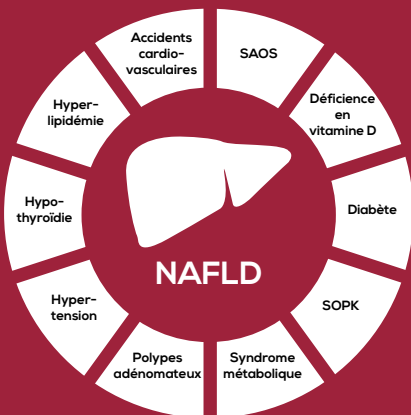 Accidents
cardio-
vasculaires
SAOS
Déficience
en
vitamine D
Diabète
SOPK
Syndrome
métabolique
Polypes
adénomateux
Hyper-
tension
Hypo-
thyroïdie
Hyper-
lipidémie
NAFLD